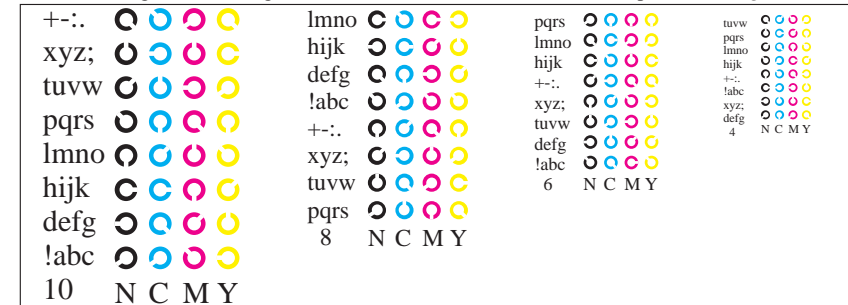 +-:.
xyz;
tuvw
pqrs
lmno
hijk
defg
!abc
10 N C M Y
lmno
hijk
defg
!abc
+-:.
xyz;
tuvw
pqrs
8 N C M Y
pqrs
lmno
hijk
+-:.
xyz;
tuvw
defg
!abc
6 N C M Y
tuvw
pqrs
lmno
hijk
+-:.
!abc
xyz;
defg
4 N C M Y